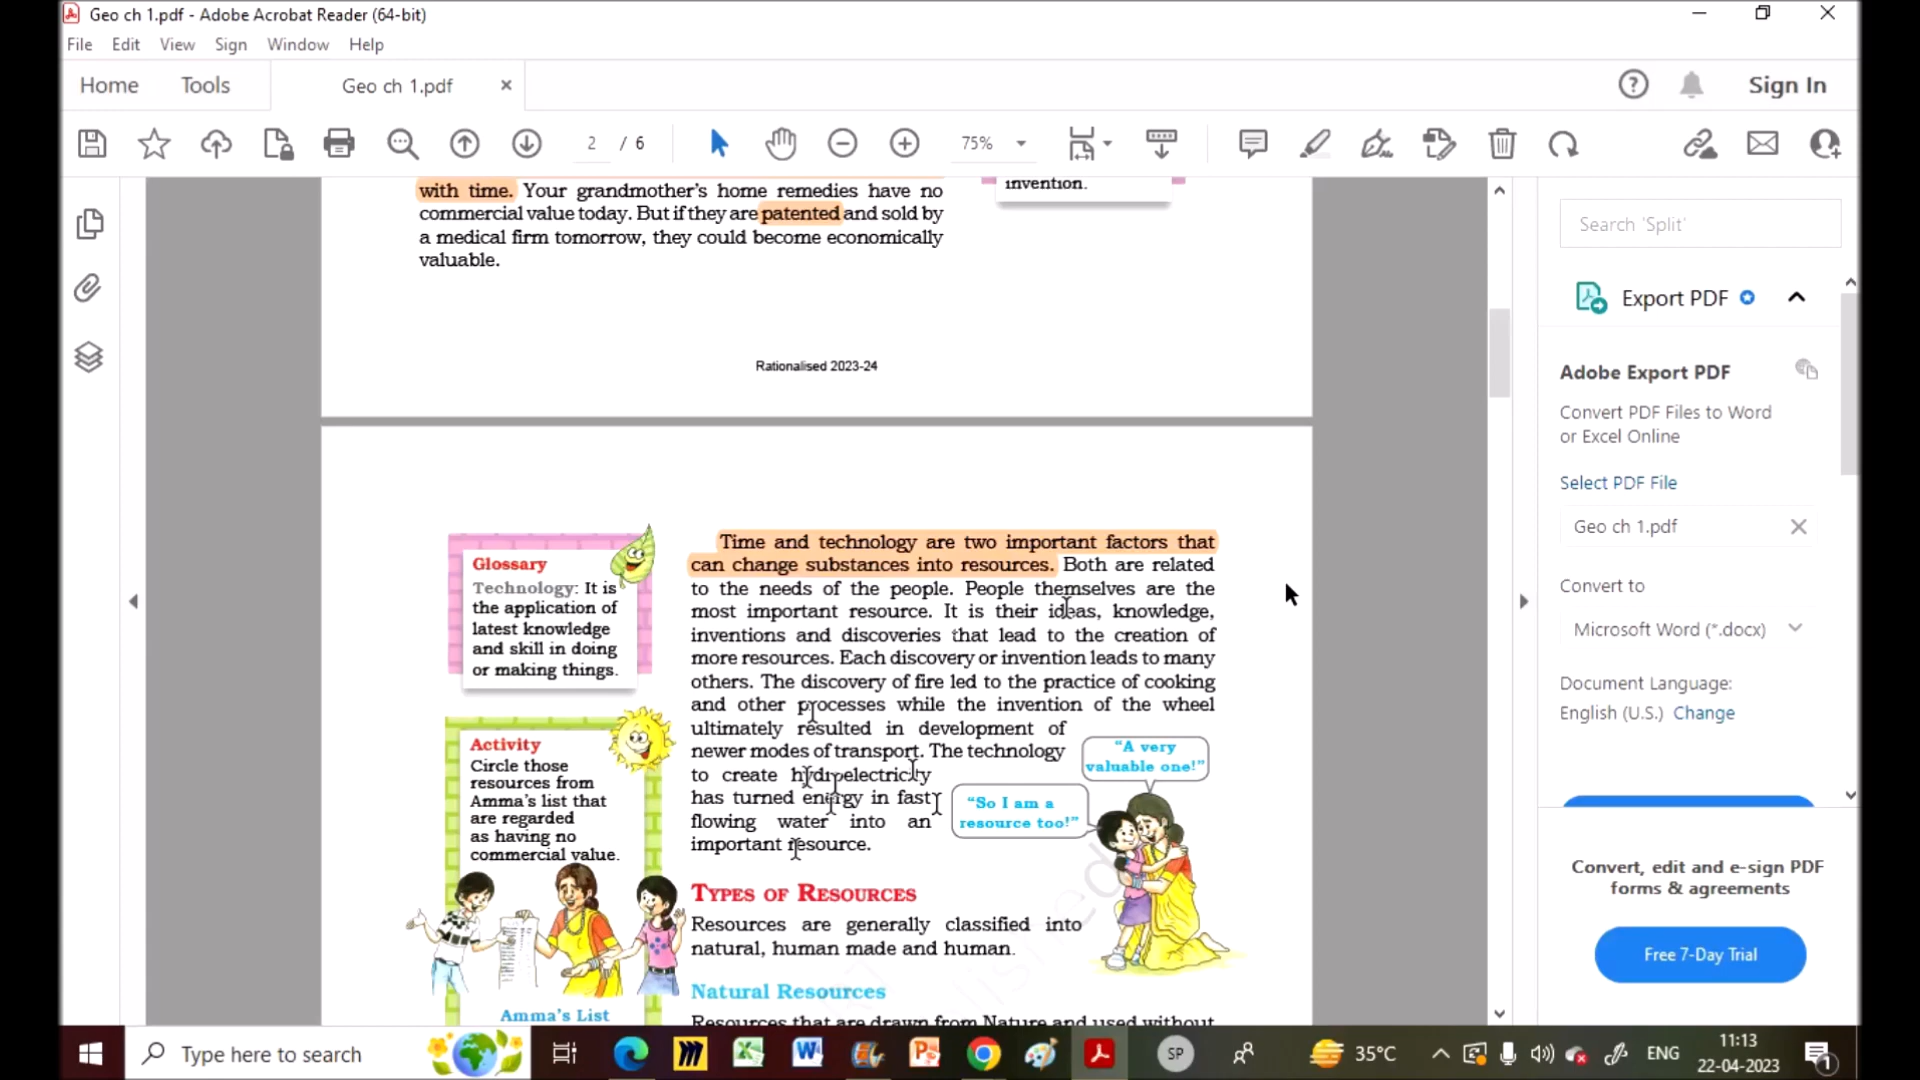 Geo ch 1.pdf - Adobe Acrobat Reader (64-bit)
File Edit View Sign Window Help
Home Tools Geo ch 1.pdf Sign In
2 / 6 75%
with time. Your grandmother's home remedies have no
commercial value today. But if they are patented and sold by
a medical firm tomorrow, they could become economically
valuable.
invention.
Rationalised 2023-24
Glossary
Technology: It is
the application of
latest knowledge
and skill in doing
or making things.
Activity
Circle those
resources from
Amma's list that
are regarded
as having no
commercial value.
Amma's List
Time and technology are two important factors that
can change substances into resources. Both are related
to the needs of the people. People themselves are the
most important resource. It is their ideas, knowledge,
inventions and discoveries that lead to the creation of
more resources. Each discovery or invention leads to many
others. The discovery of fire led to the practice of cooking
and other processes while the invention of the wheel
ultimately resulted in development of
newer modes of transport. The technology
to create hydroelectricity
has turned energy in fast
flowing water into an
important resource.
"A very
valuable one!"
"So I am a
resource too!"
TYPES OF RESOURCES
Resources are generally classified into
natural, human made and human.
Natural Resources
Resources that are drawn from Nature and used without
Search 'Split'
Export PDF
Adobe Export PDF
Convert PDF Files to Word
or Excel Online
Select PDF File
Geo ch 1.pdf
Convert to
Microsoft Word (*.docx)
Document Language:
English (U.S.) Change
Convert, edit and e-sign PDF
forms & agreements
Free 7-Day Trial
Type here to search
SP
35°C
ENG
11:13
22-04-2023
1